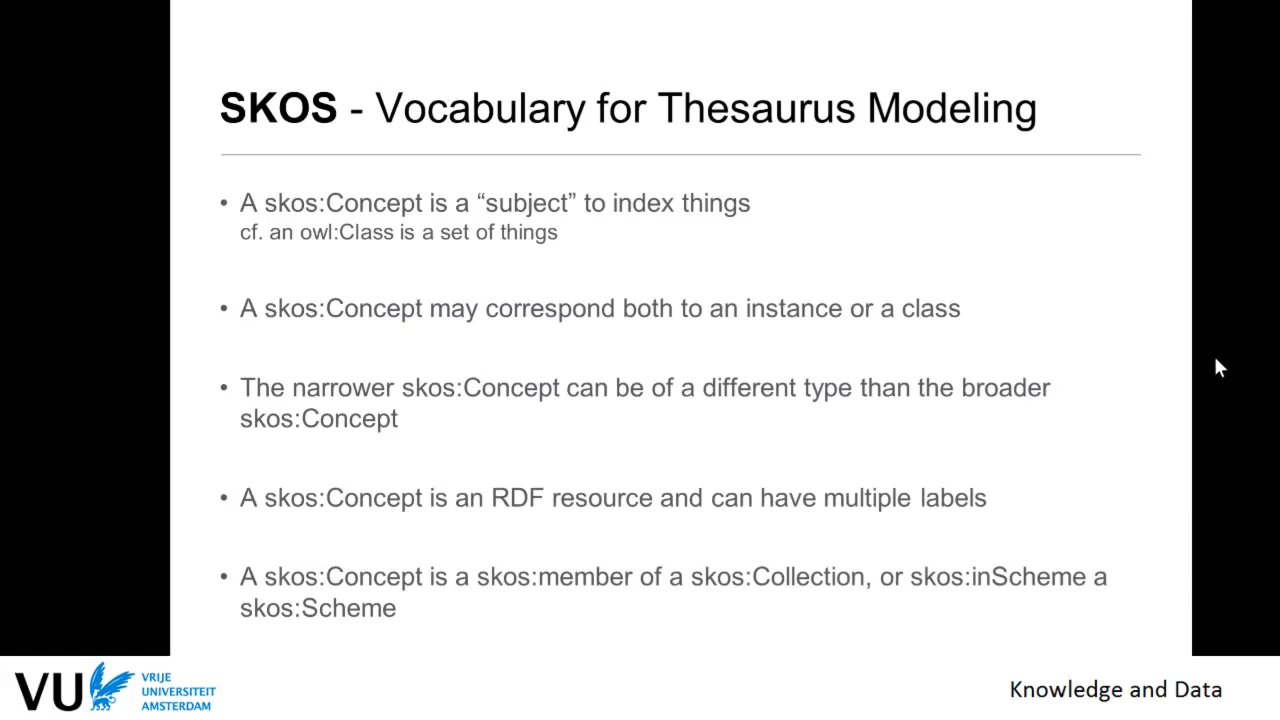 SKOS - Vocabulary for Thesaurus Modeling
• A skos:Concept is a “subject” to index things
cf. an owl:Class is a set of things
• A skos:Concept may correspond both to an instance or a class
• The narrower skos:Concept can be of a different type than the broader
skos:Concept
• A skos:Concept is an RDF resource and can have multiple labels
• A skos:Concept is a skos:member of a skos:Collection, or skos:inScheme a
skos:Scheme
VU
VRIJE
UNIVERSITEIT
AMSTERDAM
Knowledge and Data